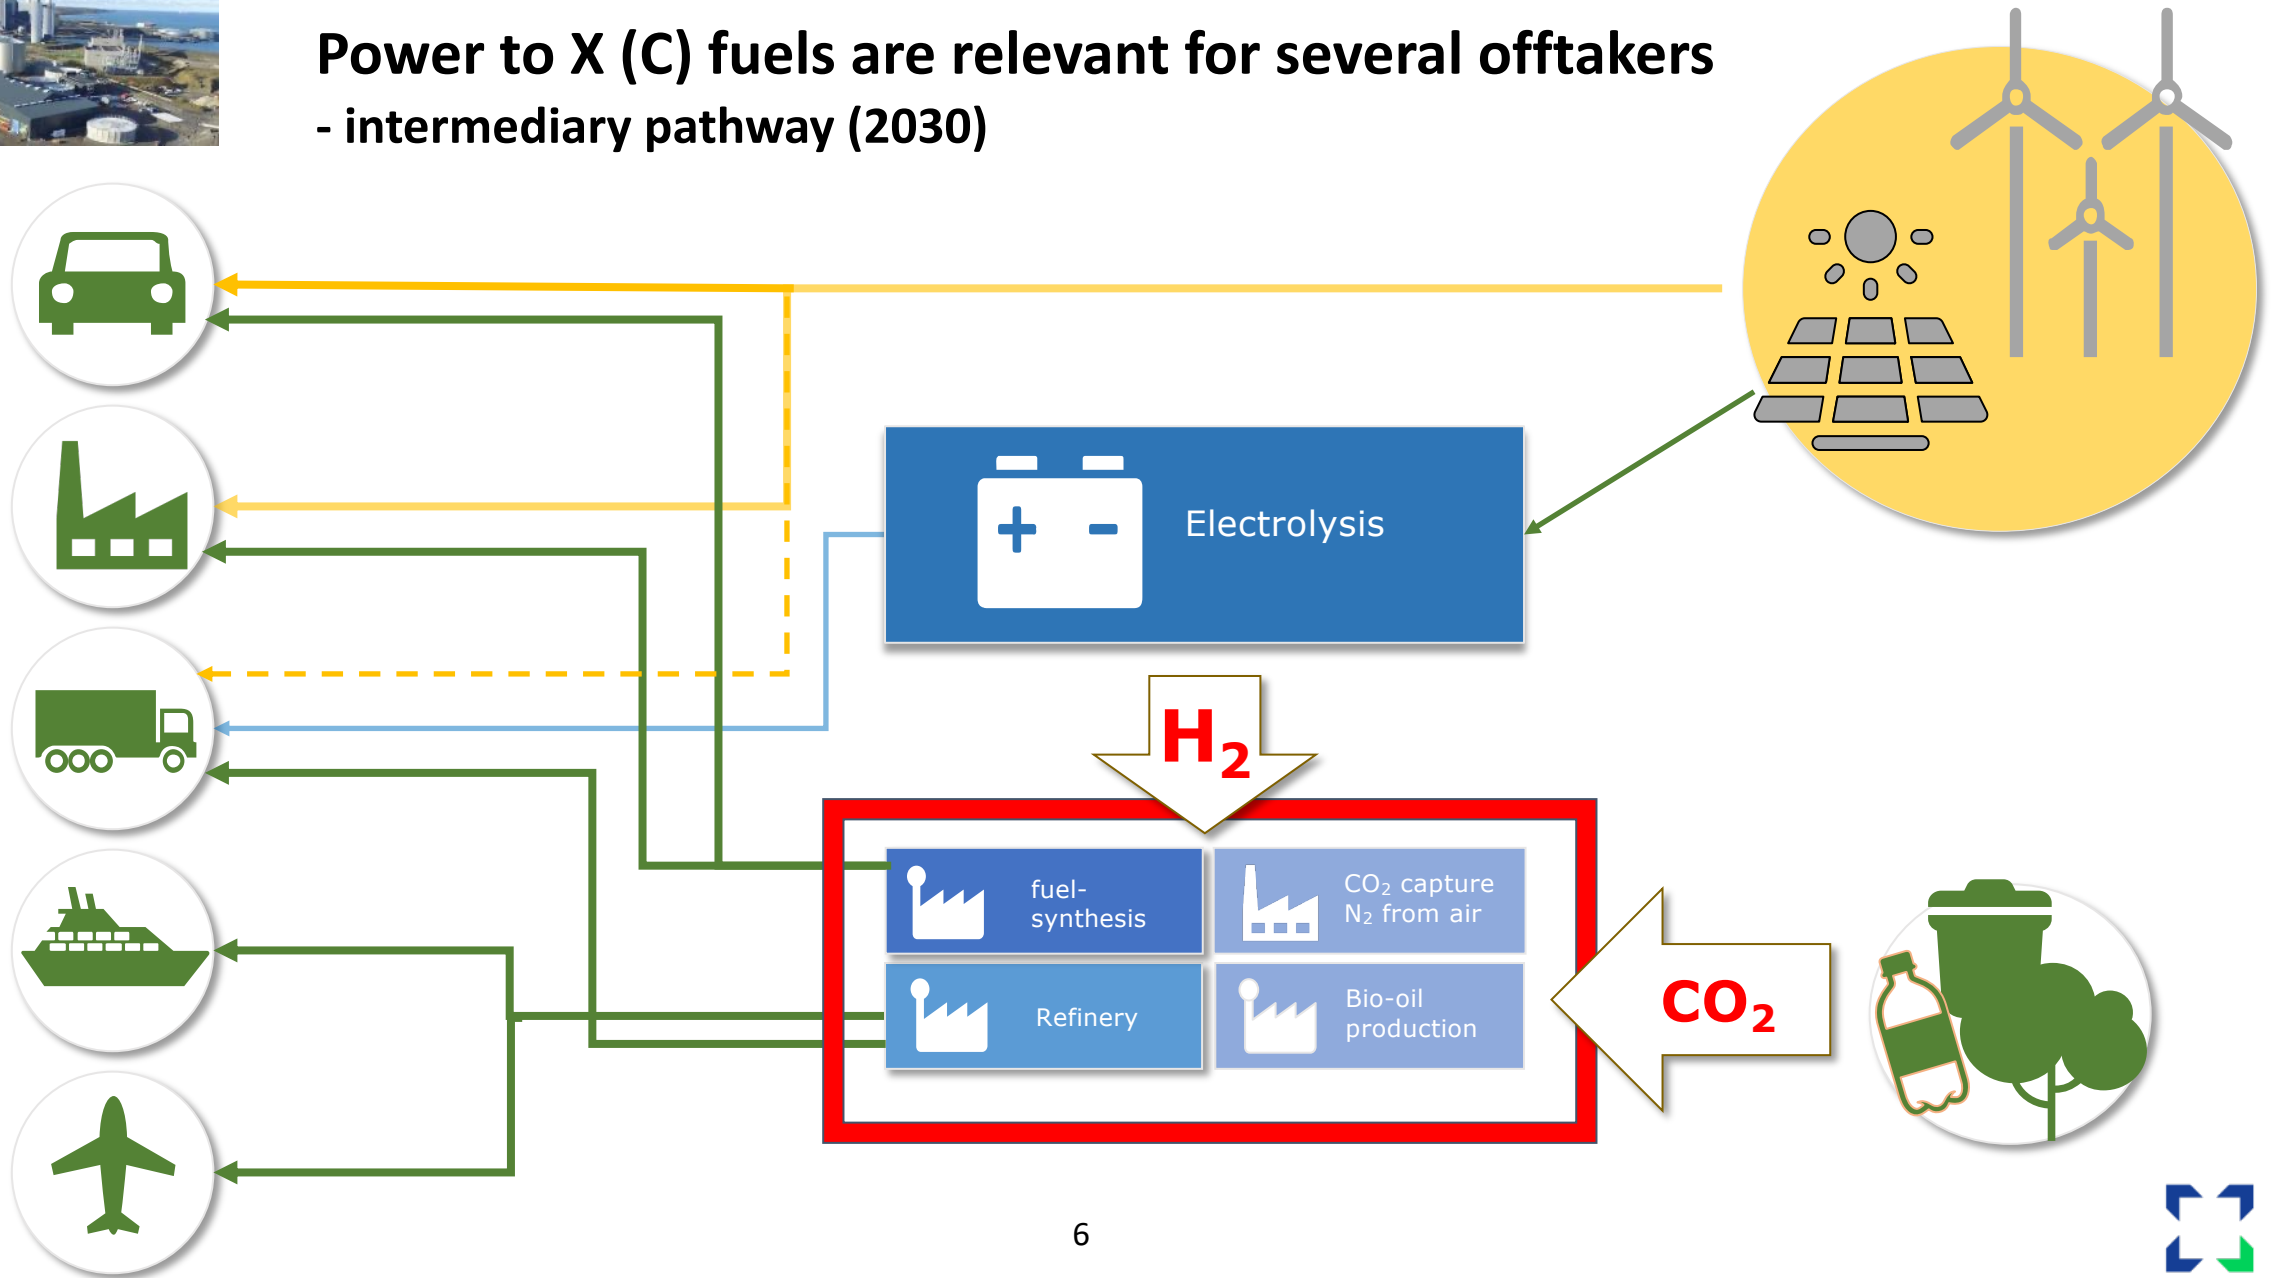 Power to X (C) fuels are relevant for several offtakers
- intermediary pathway (2030)
Electrolysis
H₂
fuel-
synthesis
CO₂ capture
N₂ from air
Refinery
Bio-oil
production
CO₂
6